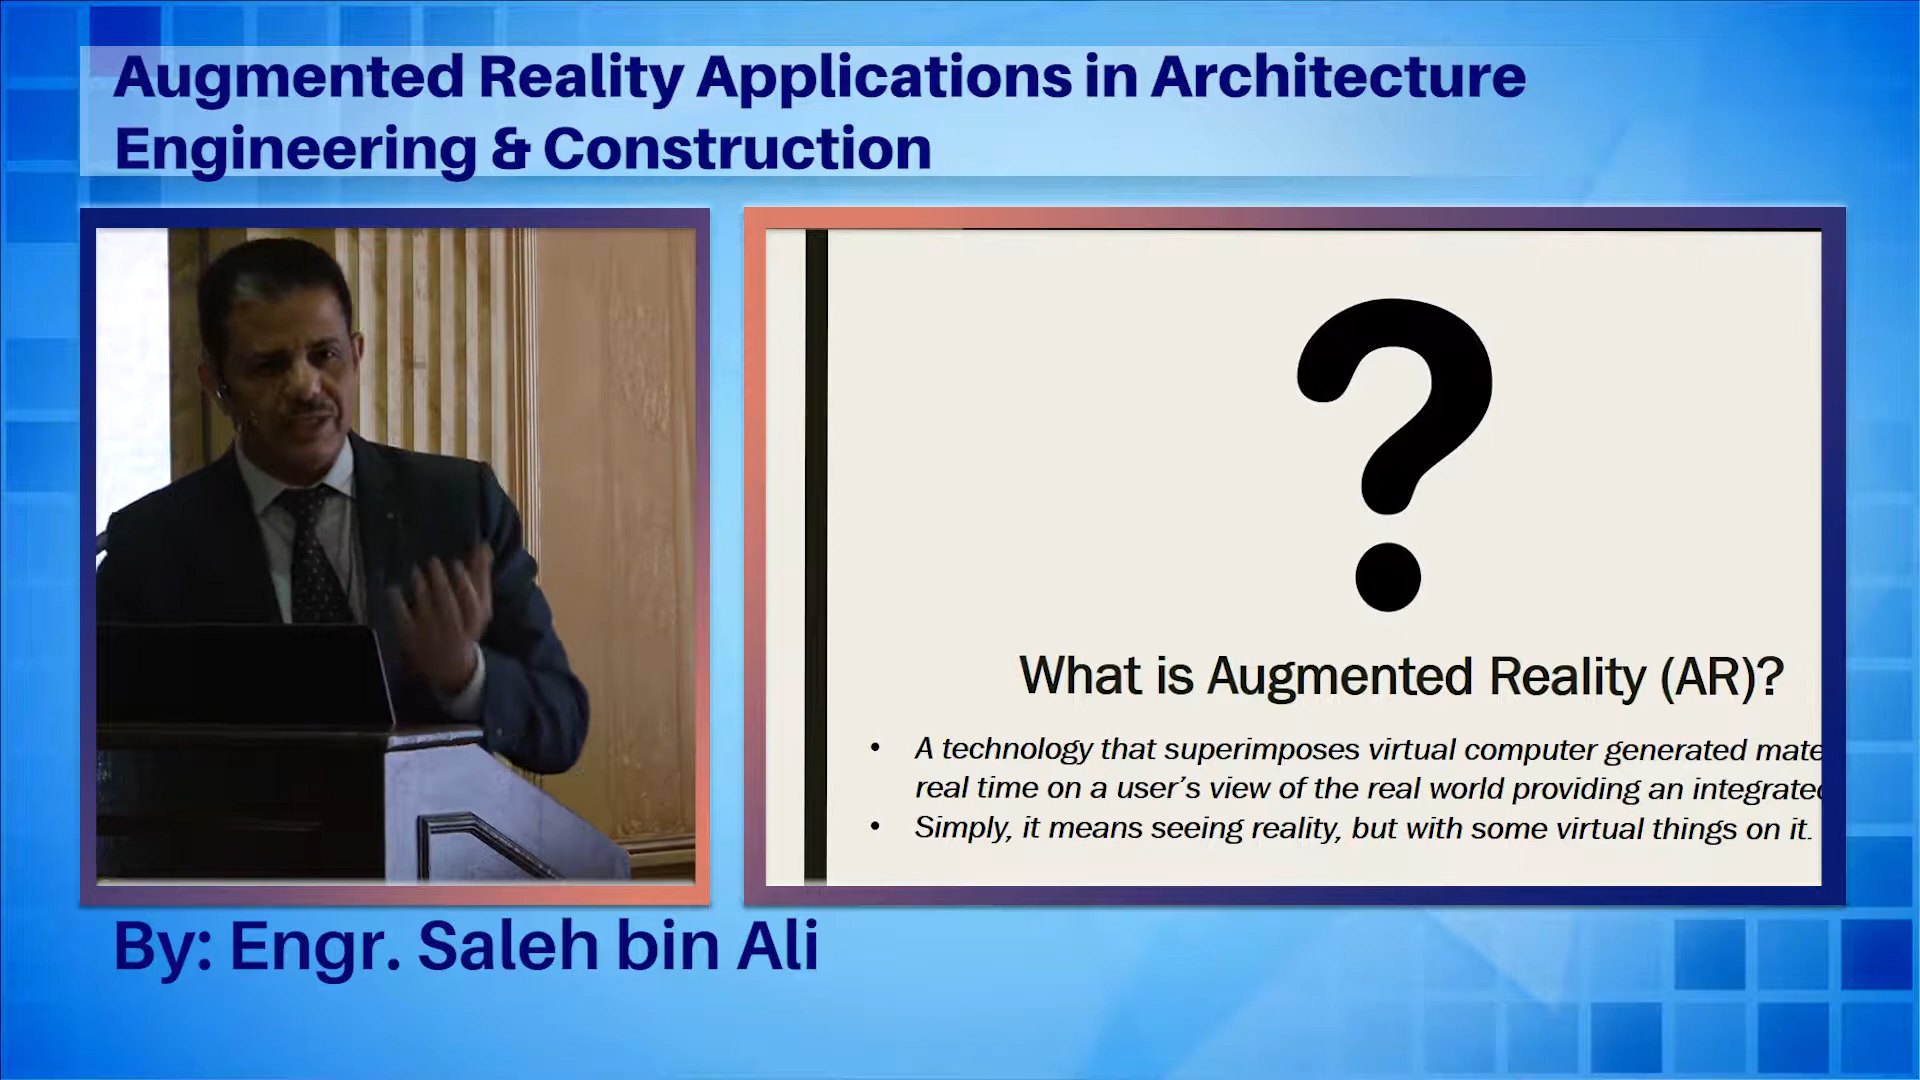 Augmented Reality Applications in Architecture
Engineering & Construction
?
What is Augmented Reality (AR)?
• A technology that superimposes virtual computer generated
real time on a user’s view of the real world providing an
• Simply, it means seeing reality, but with some virtual things on it.
By: Engr. Saleh bin Ali